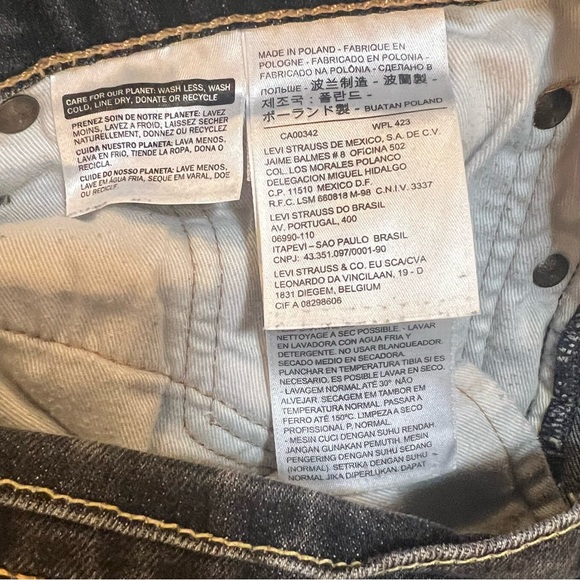 CARE FOR OUR PLANET: WASH LESS, WASH
COLD, LINE DRY, DONATE OR RECYCLE
PRENEZ SOIN DE NOTRE PLANETE: LAVEZ
MOINS, LAVEZ A FROID, LAISSEZ SECHER
NATURELLEMENT, DONNEZ OU RECYCLEZ
CUIDA NUESTRO PLANETA: LAVA MENOS,
LAVA EN FRIO, TIENDE LA ROPA, DONA O
RECICLA.
CUIDE DO NOSSO PLANETA: LAVE MENOS,
LAVE EM ÁGUA FRIA, SEQUE EM VARAL, DOE
OU RECICLE
MADE IN POLAND - FABRIQUE EN
POLOGNE - FABRICADO EN POLONIA -
FABRICADO NA POLÔNIA - СДЕЛАНО В
ПОЛЬШЕ - 波兰制造 - 波蘭製 -
제조국 : 폴란드 -
ポーランド製 - BUATAN POLAND
CA00342 WPL 423
LEVI STRAUSS DE MEXICO, S.A. DE C.V.
JAIME BALMES # 8 OFICINA 502
COL. LOS MORALES POLANCO
DELEGACION MIGUEL HIDALGO
C.P. 11510 MEXICO D.F.
R.F.C. LSM 660818 M-98 C.N.I.V. 3337
LEVI STRAUSS DO BRASIL
AV. PORTUGAL, 400
06990-110
ITAPEVI – SAO PAULO BRASIL
CNPJ: 43.351.097/0001-90
LEVI STRAUSS & CO. EU SCA/CVA
LEONARDO DA VINCILAAN, 19 - D
1831 DIEGEM, BELGIUM
CIF A 08298606
NETTOYAGE A SEC POSSIBLE - LAVAR
EN LAVADORA CON AGUA FRIA Y
DETERGENTE. NO USAR BLANQUEADOR.
SECADO MEDIO EN SECADORA.
PLANCHAR EN TEMPERATURA TIBIA SI ES
NECESARIO. ES POSIBLE LAVAR EN SECO.
- LAVAGEM NORMAL ATÉ 30° NÃO
ALVEJAR. SECAGEM EM TAMBOR EM
TEMPERATURA NORMAL. PASSAR A
FERRO ATÉ 150ºC. LIMPEZA A SECO
PROFISSIONAL P, NORMAL.
- MESIN CUCI DENGAN SUHU RENDAH.
JANGAN GUNAKAN PEMUTIH. MESIN
PENGERING DENGAN SUHU SEDANG
(NORMAL). SETRIKA DENGAN SUHU
NORMAL JIKA DIPERLUKAN. DAPAT